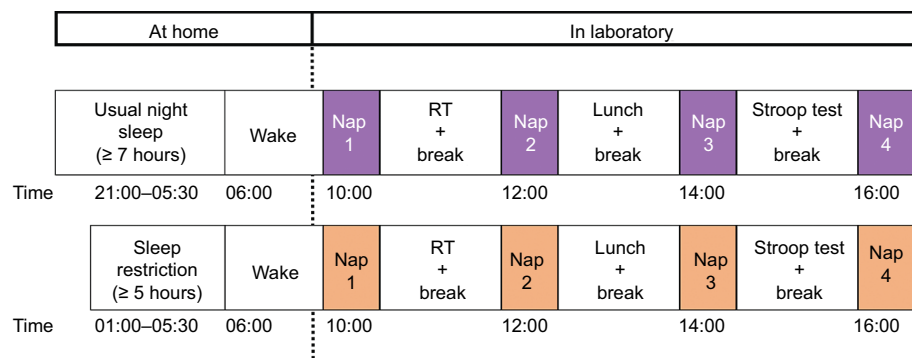 At home In laboratory
Usual night sleep (≥ 7 hours) Wake Nap 1 RT + break Nap 2 Lunch + break Nap 3 Stroop test + break Nap 4
Time 21:00–05:30 06:00 10:00 12:00 14:00 16:00
Sleep restriction (≥ 5 hours) Wake Nap 1 RT + break Nap 2 Lunch + break Nap 3 Stroop test + break Nap 4
Time 01:00–05:30 06:00 10:00 12:00 14:00 16:00